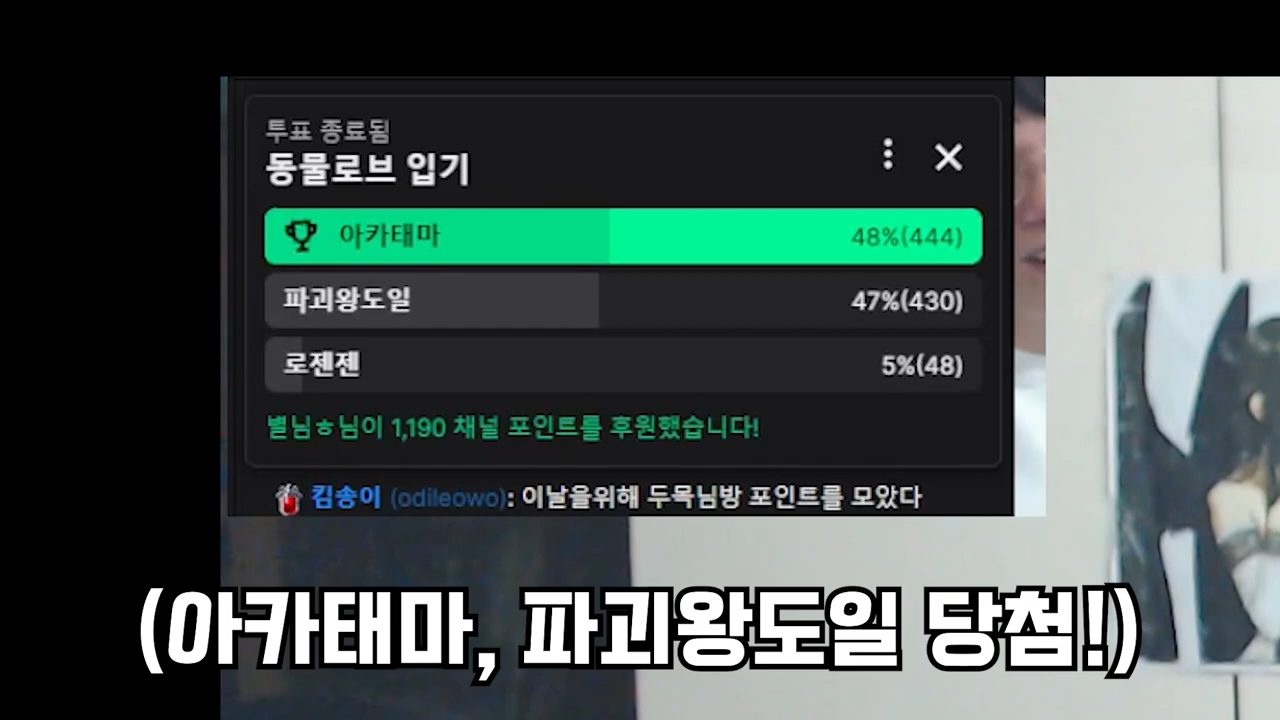 투표 종료됨
동물로브 입기
아카태마 48%(444)
파괴왕도일 47%(430)
로젠젠 5%(48)
별님ㅎ님이 1,190 채널 포인트를 후원했습니다!
킴송이 (odileowo): 이날을위해 두목님방 포인트를 모았다
(아카태마, 파괴왕도일 당첨!)